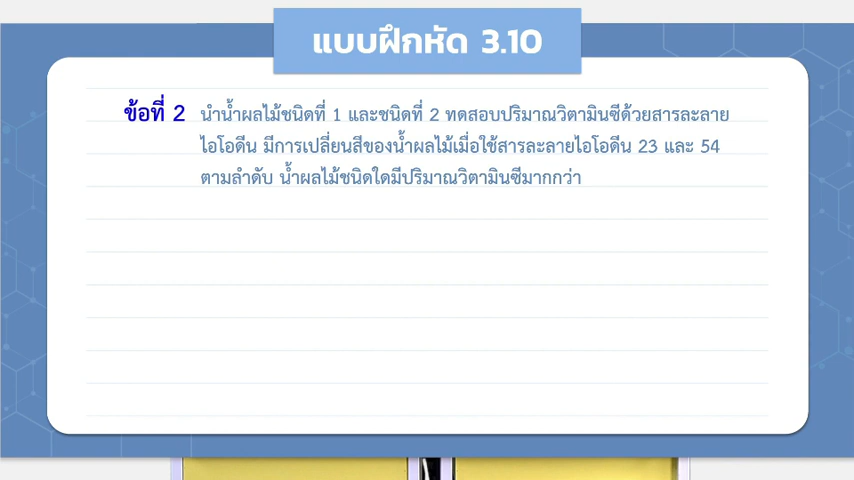 แบบฝึกหัด 3.10
ข้อที่ 2 นำน้ำผลไม้ชนิดที่ 1 และชนิดที่ 2 ทดสอบปริมาณวิตามินซีด้วยสารละลาย
ไอโอดีน มีการเปลี่ยนสีของน้ำผลไม้เมื่อใช้สารละลายไอโอดีน 23 และ 54
ตามลำดับ น้ำผลไม้ชนิดใดมีปริมาณวิตามินซีมากกว่า